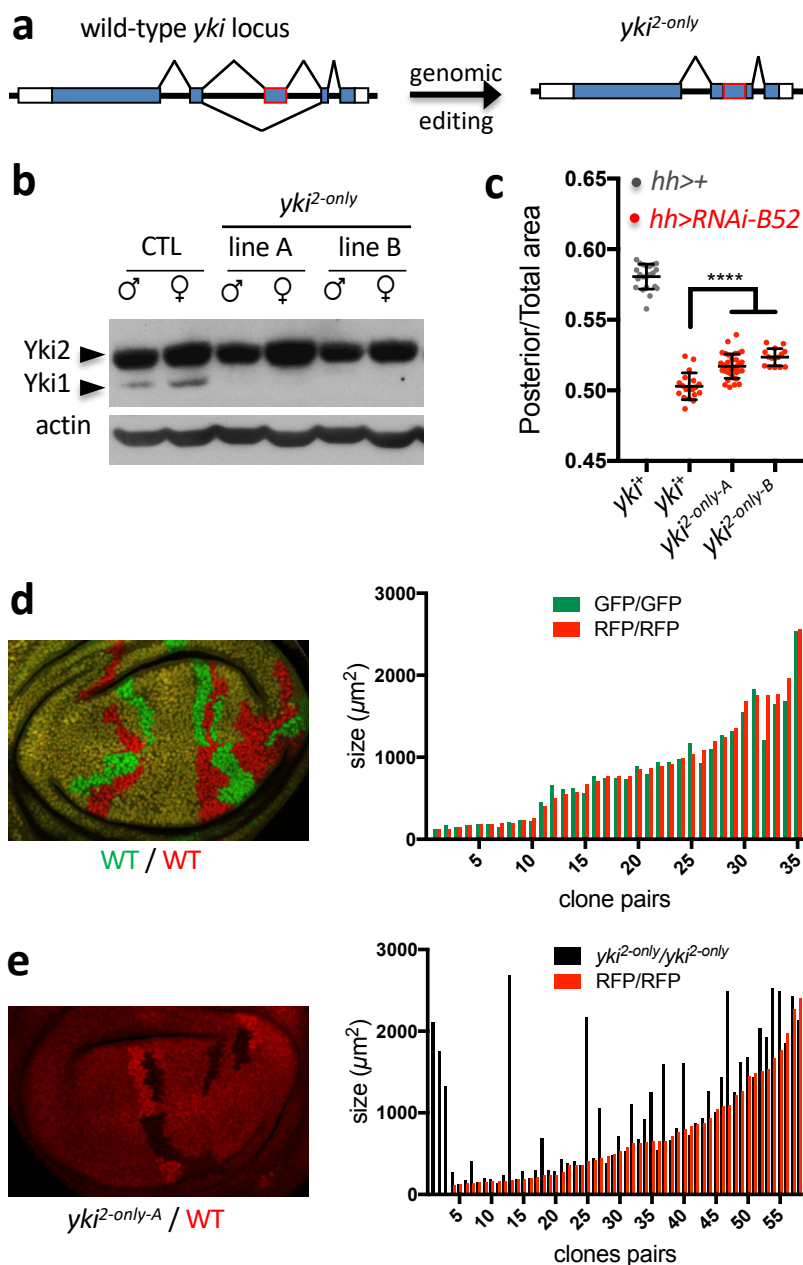 a
wild-type yki locus
yki2-only
genomic
editing
b
yki2-only
CTL
line A
line B
♂ ♀ ♂ ♀ ♂ ♀
Yki2
Yki1
actin
c
hh>+
hh>RNAi-B52
****
Posterior/Total area
0.65
0.60
0.55
0.50
0.45
yki+
yki+
yki2-only-A
yki2-only-B
d
WT / WT
GFP/GFP
RFP/RFP
size (µm2)
3000
2000
1000
0
5 10 15 20 25 30 35
clone pairs
e
yki2-only-A / WT
yki2-only/yki2-only
RFP/RFP
size (µm2)
3000
2000
1000
0
5 10 15 20 25 30 35 40 45 50 55
clones pairs